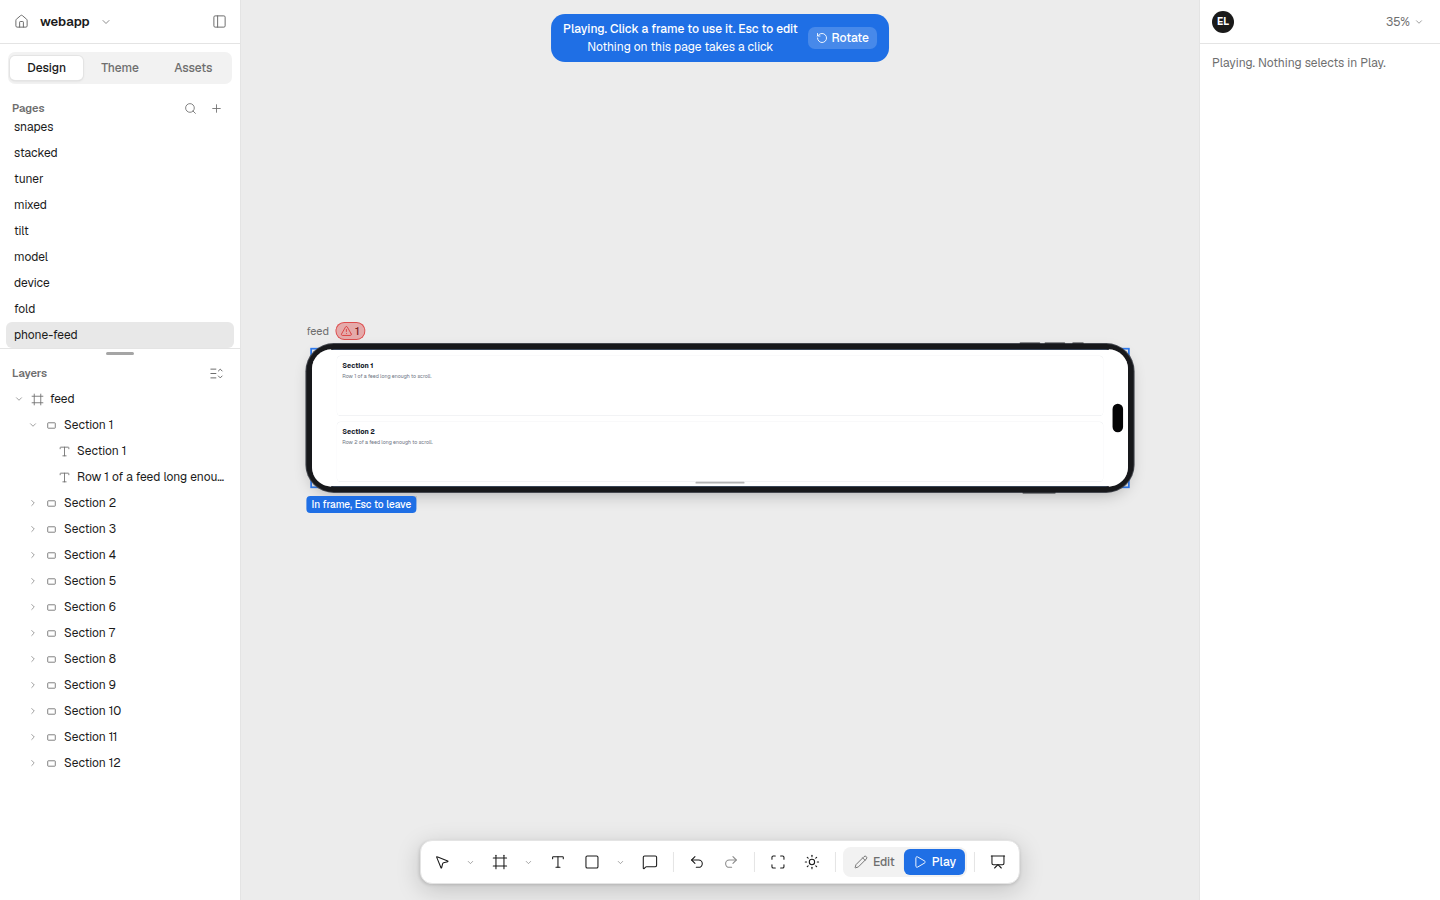 webapp
Design
Theme
Assets
Pages
snapes
stacked
tuner
mixed
tilt
model
device
fold
phone-feed
Layers
feed
Section 1
Section 1
Row 1 of a feed long enou...
Section 2
Section 3
Section 4
Section 5
Section 6
Section 7
Section 8
Section 9
Section 10
Section 11
Section 12
Playing. Click a frame to use it. Esc to edit
Nothing on this page takes a click
Rotate
feed 1
Section 1
Row 1 of a feed long enough to scroll.
Section 2
Row 2 of a feed long enough to scroll.
In frame, Esc to leave
Edit
Play
EL
35%
Playing. Nothing selects in Play.